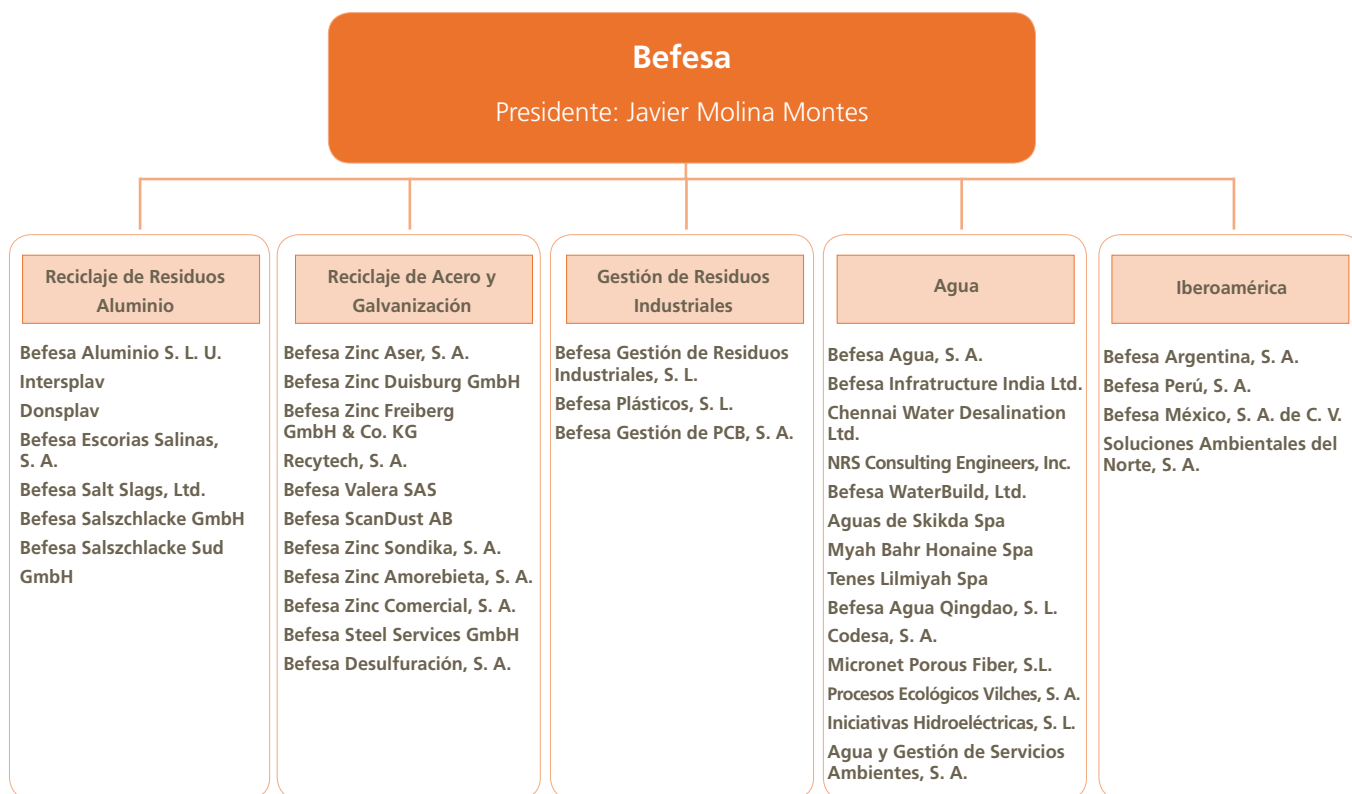 Befesa
Presidente: Javier Molina Montes
Reciclaje de Residuos
Aluminio
Befesa Aluminio S. L. U.
Intersplav
Donsplav
Befesa Escorias Salinas,
S. A.
Befesa Salt Slags, Ltd.
Befesa Salszchlacke GmbH
Befesa Salszchlacke Sud
GmbH
Reciclaje de Acero y
Galvanización
Befesa Zinc Aser, S. A.
Befesa Zinc Duisburg GmbH
Befesa Zinc Freiberg
GmbH & Co. KG
Recytech, S. A.
Befesa Valera SAS
Befesa ScanDust AB
Befesa Zinc Sondika, S. A.
Befesa Zinc Amorebieta, S. A.
Befesa Zinc Comercial, S. A.
Befesa Steel Services GmbH
Befesa Desulfuración, S. A.
Gestión de Residuos
Industriales
Befesa Gestión de Residuos
Industriales, S. L.
Befesa Plásticos, S. L.
Befesa Gestión de PCB, S. A.
Agua
Befesa Agua, S. A.
Befesa Infratructure India Ltd.
Chennai Water Desalination
Ltd.
NRS Consulting Engineers, Inc.
Befesa WaterBuild, Ltd.
Aguas de Skikda Spa
Myah Bahr Honaine Spa
Tenes Lilmiyah Spa
Befesa Agua Qingdao, S. L.
Codesa, S. A.
Micronet Porous Fiber, S.L.
Procesos Ecológicos Vilches, S. A.
Iniciativas Hidroeléctricas, S. L.
Agua y Gestión de Servicios
Ambientes, S. A.
Iberoamérica
Befesa Argentina, S. A.
Befesa Perú, S. A.
Befesa México, S. A. de C. V.
Soluciones Ambientales del
Norte, S. A.